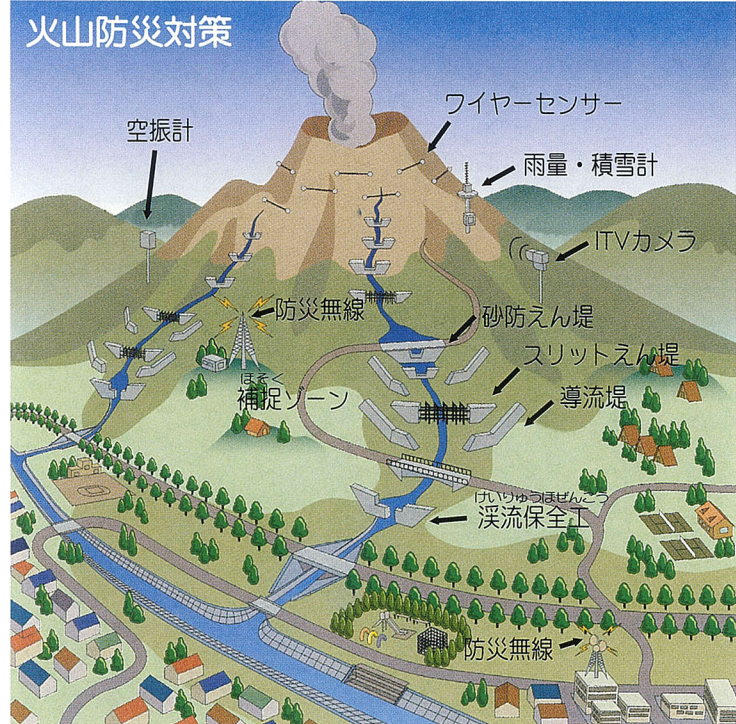 火山防災対策
ワイヤーセンサー
空振計
雨量・積雪計
ITVカメラ
防災無線
砂防えん堤
スリットえん堤
ほそく
補捉ゾーン
導流堤
けいりゅうほぜんこう
渓流保全工
防災無線